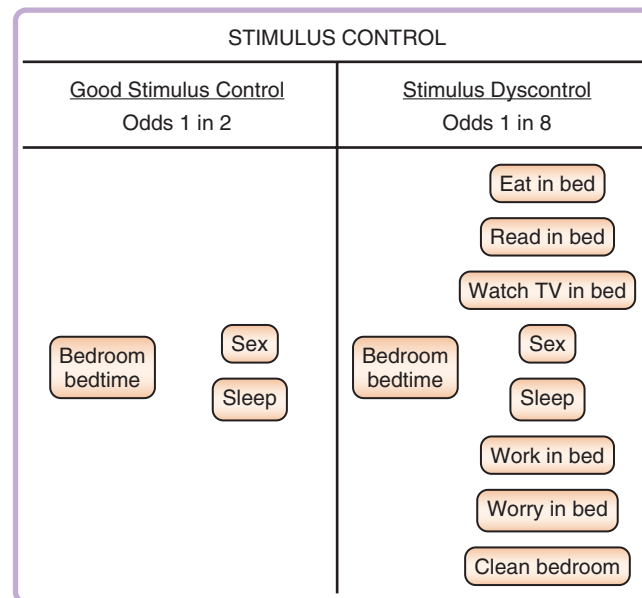 STIMULUS CONTROL
Good Stimulus Control
Odds 1 in 2
Bedroom
bedtime
Sex
Sleep
Stimulus Dyscontrol
Odds 1 in 8
Bedroom
bedtime
Eat in bed
Read in bed
Watch TV in bed
Sex
Sleep
Work in bed
Worry in bed
Clean bedroom